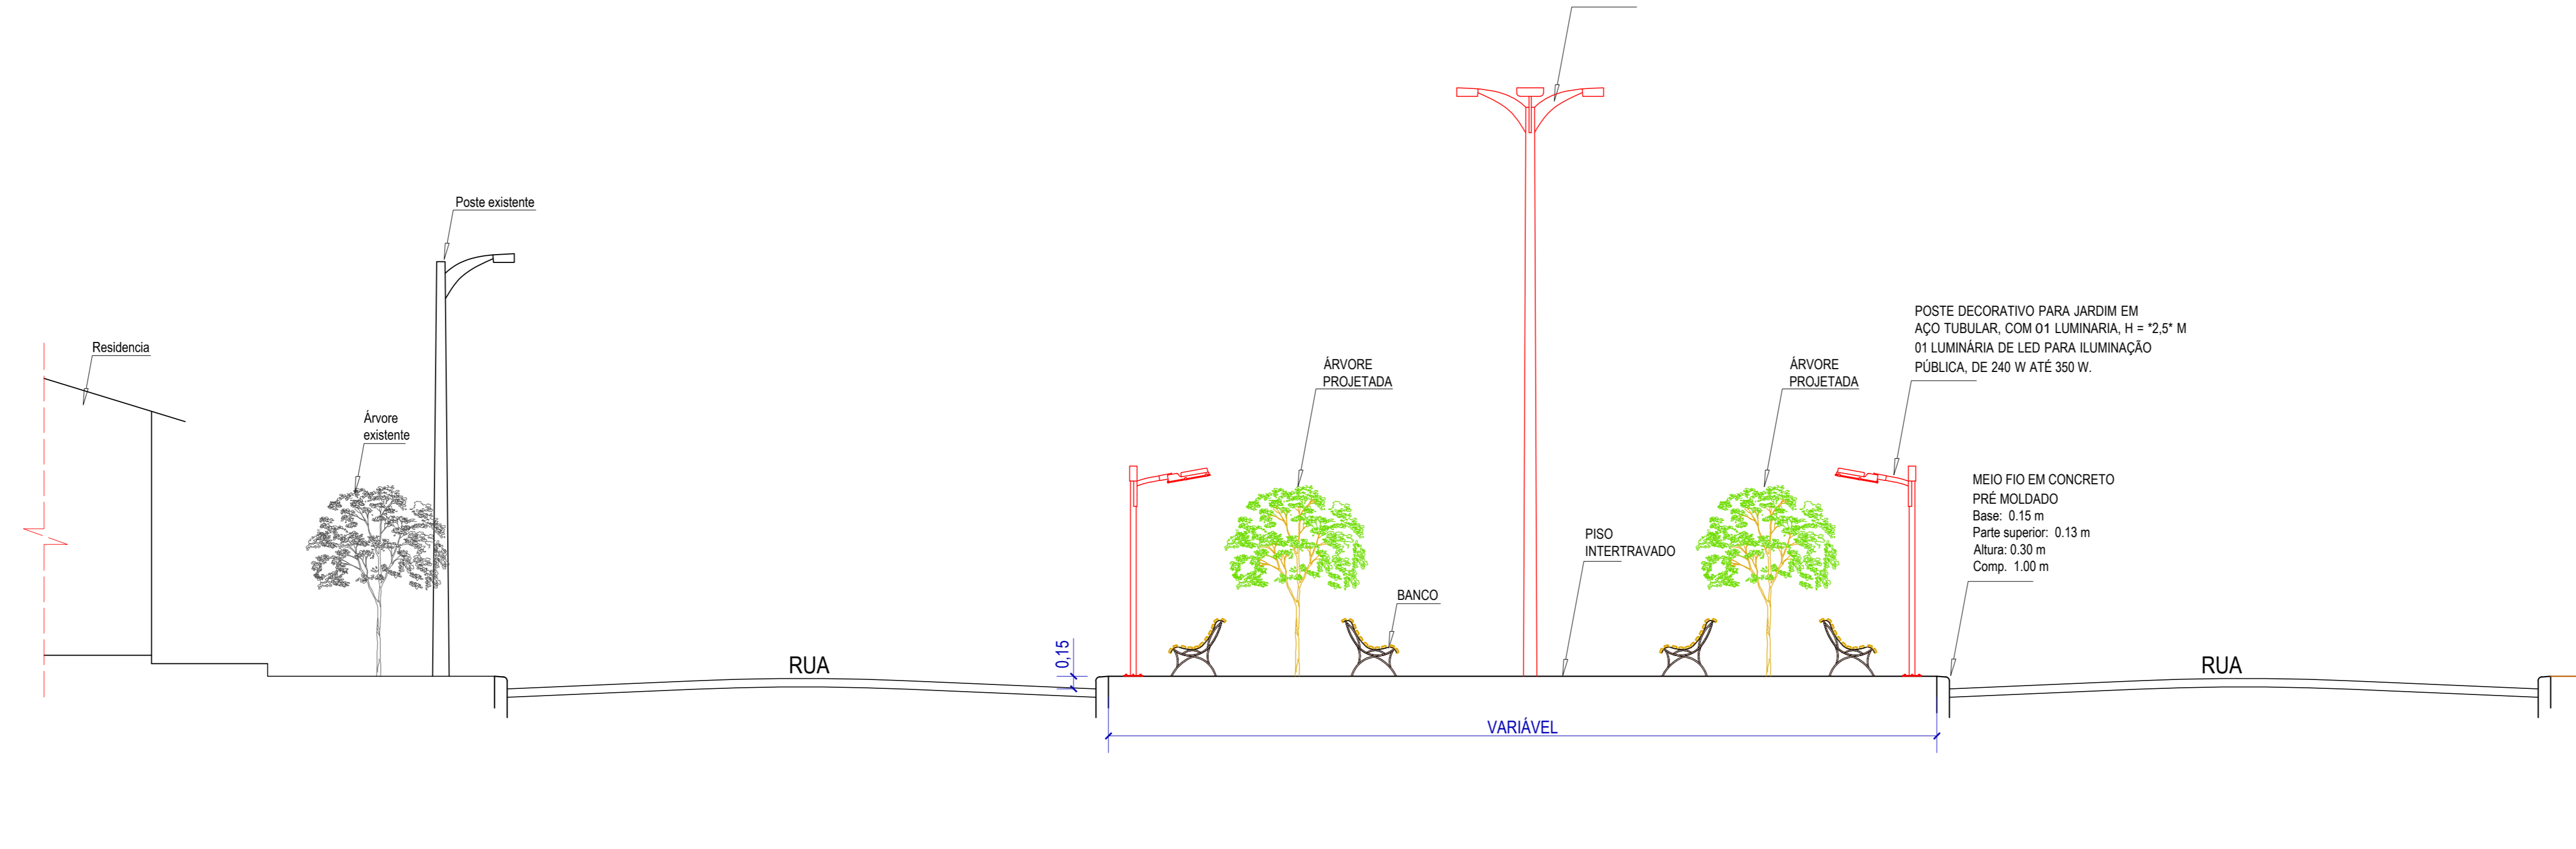 Poste existente
Residencia
Árvore
existente
RUA
0,15
ÁRVORE
PROJETADA
BANCO
PISO
INTERTRAVADO
ÁRVORE
PROJETADA
POSTE DECORATIVO PARA JARDIM EM
AÇO TUBULAR, COM 01 LUMINARIA, H = *2,5* M
01 LUMINÁRIA DE LED PARA ILUMINAÇÃO
PÚBLICA, DE 240 W ATÉ 350 W.
MEIO FIO EM CONCRETO
PRÉ MOLDADO
Base: 0.15 m
Parte superior: 0.13 m
Altura: 0.30 m
Comp. 1.00 m
RUA
VARIÁVEL